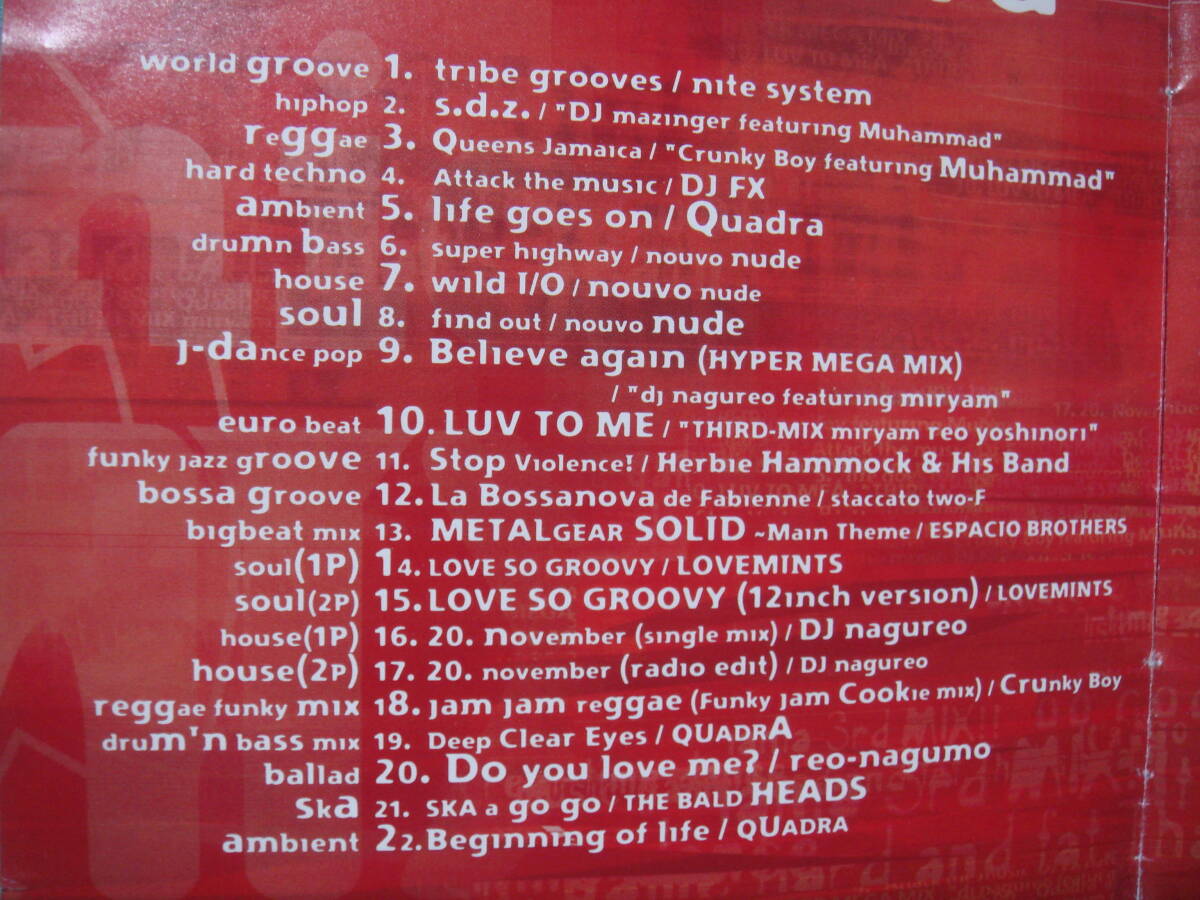 world groove 1. tribe grooves / nite system
hiphop 2. s.d.z. / "DJ mazinger featuring Muhammad"
reggae 3. Queens Jamaica / "Crunky Boy featuring Muhammad"
hard techno 4. Attack the music / DJ FX
ambient 5. life goes on / Quadra
drumn bass 6. super highway / nouvo nude
house 7. wild I/O / nouvo nude
soul 8. find out / nouvo nude
j-dance pop 9. Believe again (HYPER MEGA MIX)
/ "dj nagureo featuring miryam"
euro beat 10. LUV TO ME / "THIRD-MIX miryam reo yoshinori"
funky jazz groove 11. Stop Violence! / Herbie Hammock & His Band
bossa groove 12. La Bossanova de Fabienne / staccato two-F
bigbeat mix 13. METALGEAR SOLID ~Main Theme / ESPACIO BROTHERS
soul(1P) 14. LOVE SO GROOVY / LOVEMINTS
soul(2P) 15. LOVE SO GROOVY (12inch version) / LOVEMINTS
house(1P) 16. 20. november (single mix) / DJ nagureo
house(2P) 17. 20. november (radio edit) / DJ nagureo
reggae funky mix 18. jam jam reggae (Funky jam Cookie mix) / Crunky Boy
drum'n bass mix 19. Deep Clear Eyes / QUadrA
ballad 20. Do you love me? / reo-nagumo
ska 21. SKA a go go / THE BALD HEADS
ambient 22. Beginning of life / QUADRA